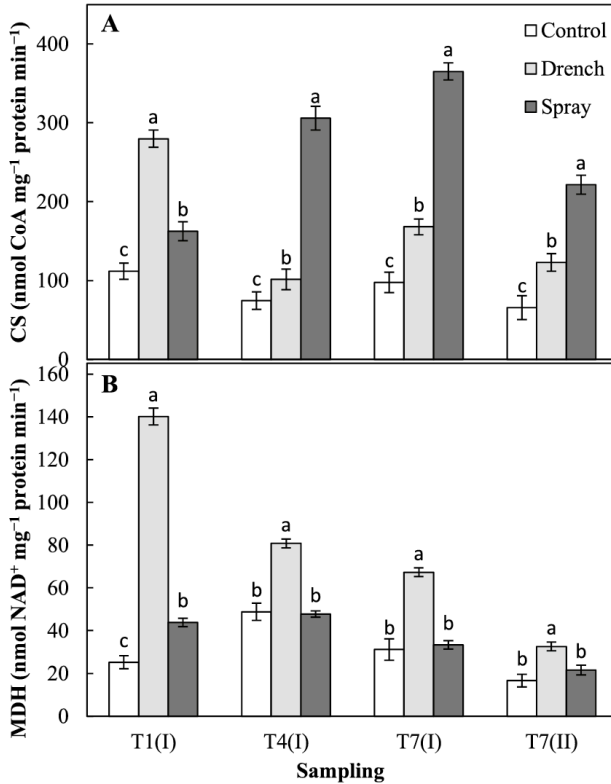 A
Control
Drench
Spray
CS (nmol CoA mg⁻¹ protein min⁻¹)
400
300
200
100
0
c
a
b
c
b
a
c
b
a
c
b
a
B
MDH (nmol NAD⁺ mg⁻¹ protein min⁻¹)
160
140
120
100
80
60
40
20
0
c
a
b
b
a
b
b
a
b
b
a
b
T1(I) T4(I) T7(I) T7(II)
Sampling